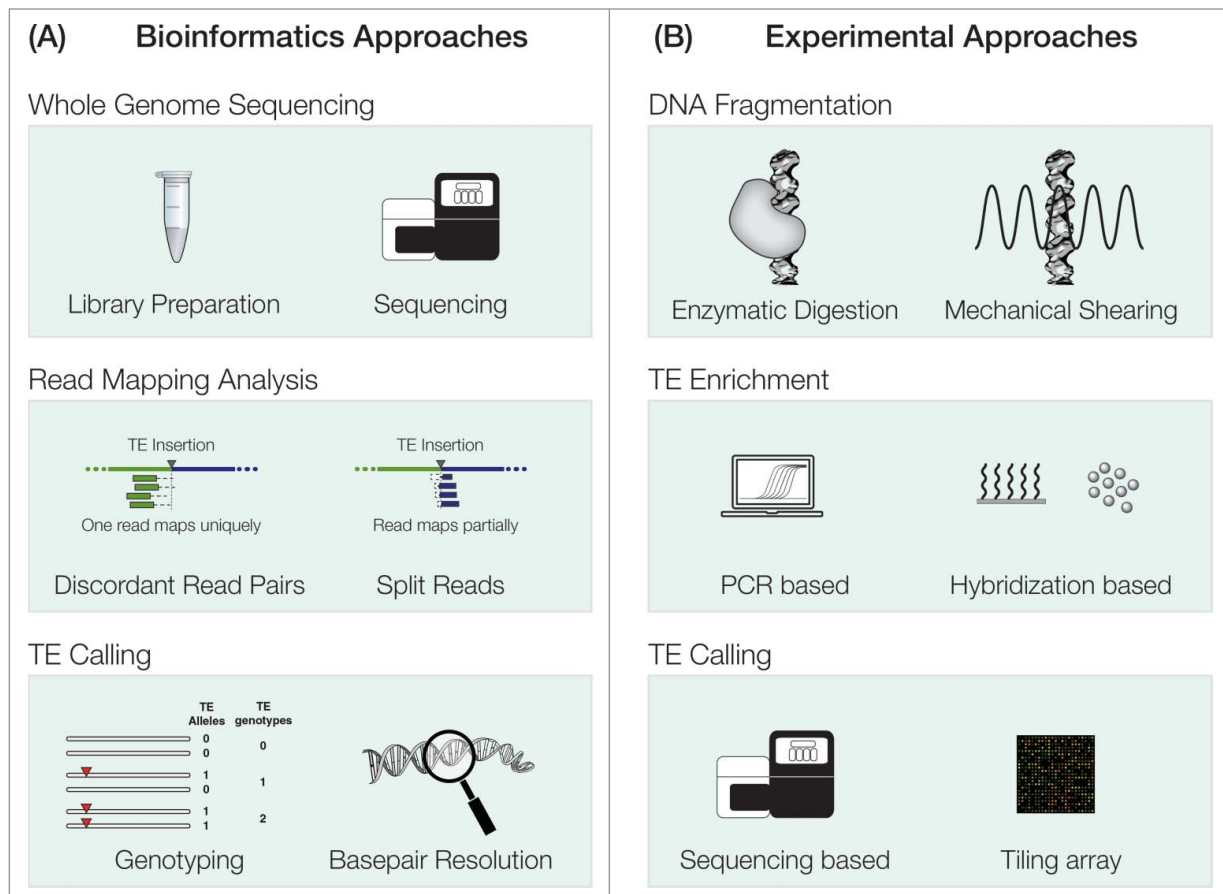 (A) Bioinformatics Approaches
Whole Genome Sequencing
Library Preparation
Sequencing
Read Mapping Analysis
TE Insertion
One read maps uniquely
Discordant Read Pairs
TE Insertion
Read maps partially
Split Reads
TE Calling
TE Alleles
TE genotypes
0
0
0
1
0
1
1
1
2
Genotyping
Basepair Resolution
(B) Experimental Approaches
DNA Fragmentation
Enzymatic Digestion
Mechanical Shearing
TE Enrichment
PCR based
Hybridization based
TE Calling
Sequencing based
Tiling array